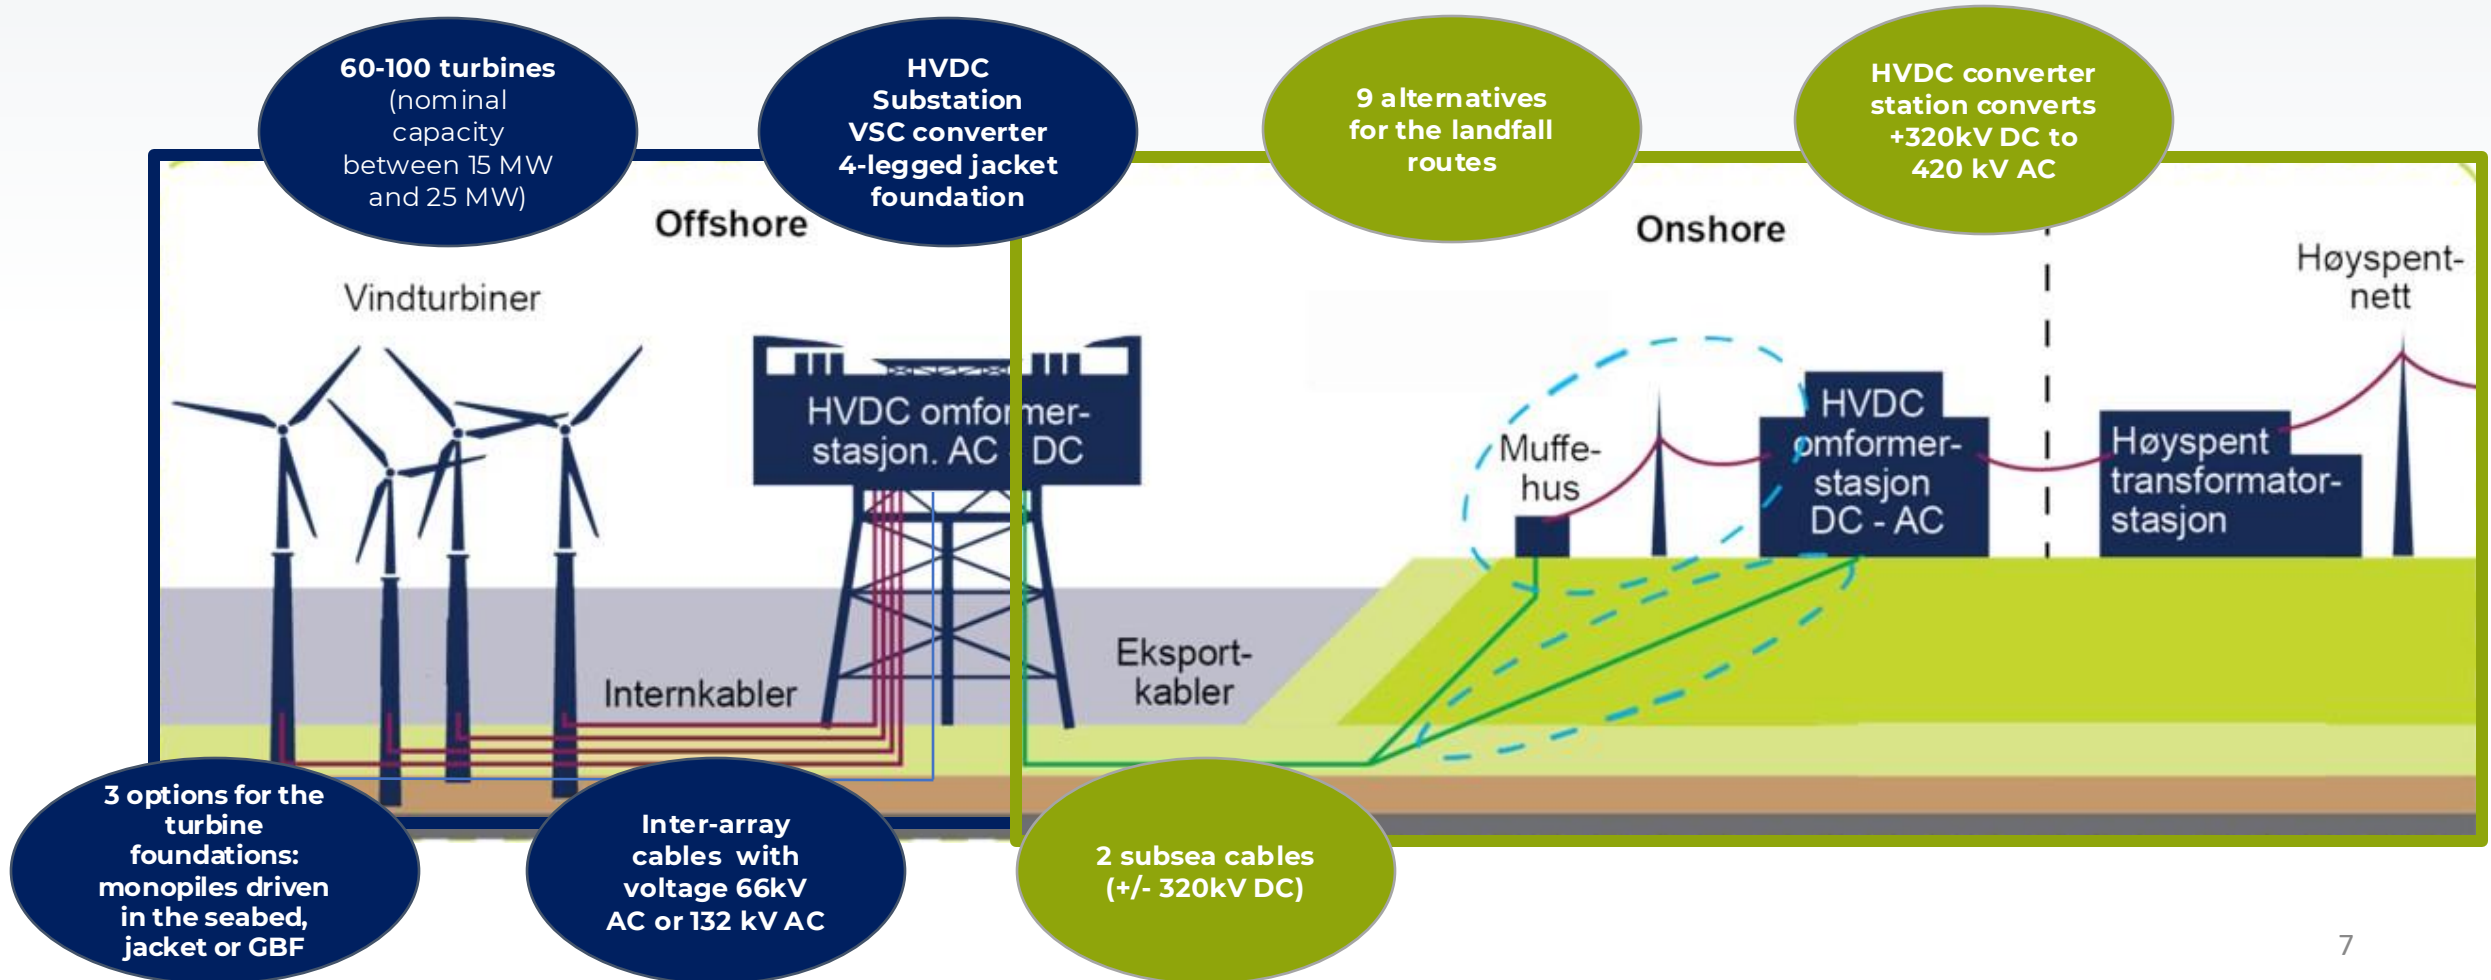 60-100 turbines
(nominal
capacity
between 15 MW
and 25 MW)
HVDC
Substation
VSC converter
4-legged jacket
foundation
9 alternatives
for the landfall
routes
HVDC converter
station converts
+320kV DC to
420 kV AC
Offshore
Onshore
Vindturbiner
Høyspent-
nett
HVDC omformer-
stasjon. AC - DC
Muffe-
hus
HVDC
omformer-
stasjon
DC - AC
Høyspent
transformator-
stasjon
Internkabler
Eksport-
kabler
3 options for the
turbine
foundations:
monopiles driven
in the seabed,
jacket or GBF
Inter-array
cables with
voltage 66kV
AC or 132 kV AC
2 subsea cables
(+/- 320kV DC)
7